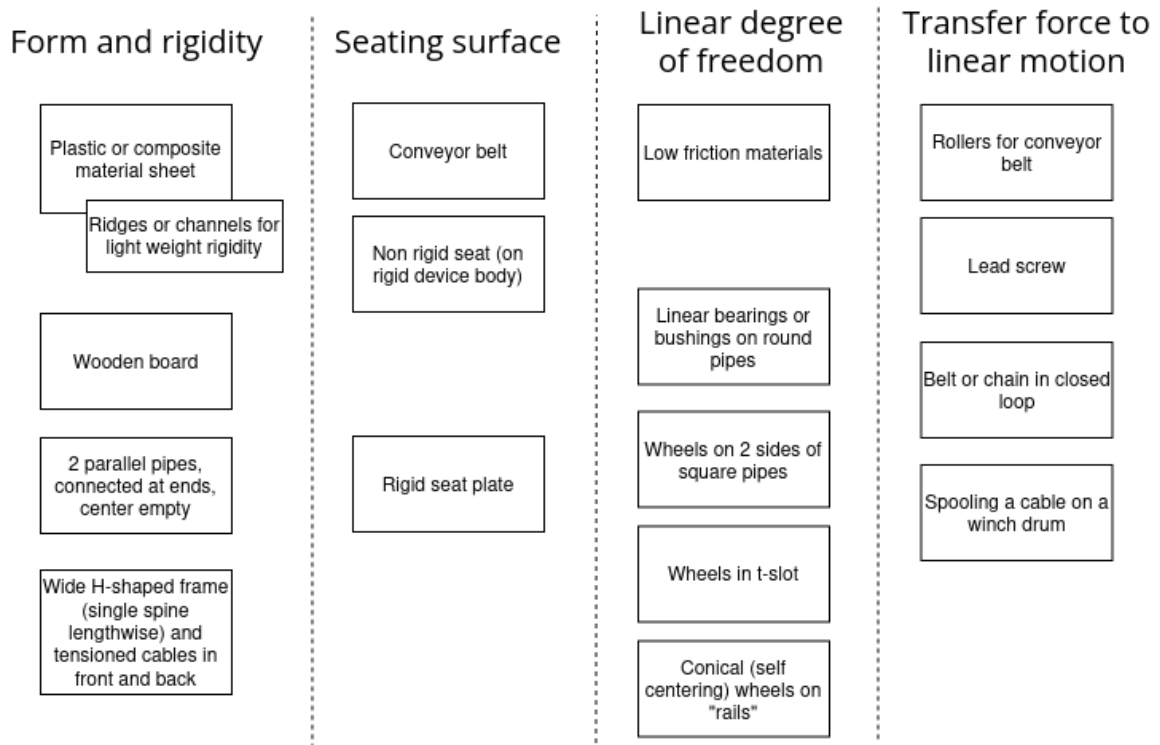 Form and rigidity
Plastic or composite
material sheet
Ridges or channels for
light weight rigidity
Wooden board
2 parallel pipes,
connected at ends,
center empty
Wide H-shaped frame
(single spine
lengthwise) and
tensioned cables in
front and back
Seating surface
Conveyor belt
Non rigid seat (on
rigid device body)
Rigid seat plate
Linear degree
of freedom
Low friction materials
Linear bearings or
bushings on round
pipes
Wheels on 2 sides of
square pipes
Wheels in t-slot
Conical (self
centering) wheels on
"rails"
Transfer force to
linear motion
Rollers for conveyor
belt
Lead screw
Belt or chain in closed
loop
Spooling a cable on a
winch drum